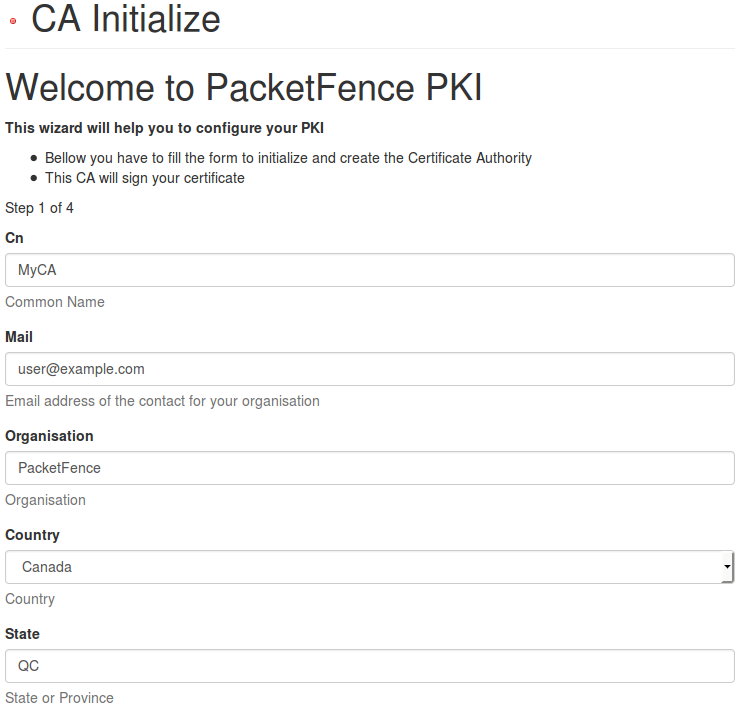 CA Initialize
Welcome to PacketFence PKI
This wizard will help you to configure your PKI
Bellow you have to fill the form to initialize and create the Certificate Authority
This CA will sign your certificate
Step 1 of 4
Cn
MyCA
Common Name
Mail
user@example.com
Email address of the contact for your organisation
Organisation
PacketFence
Organisation
Country
Canada
Country
State
QC
State or Province